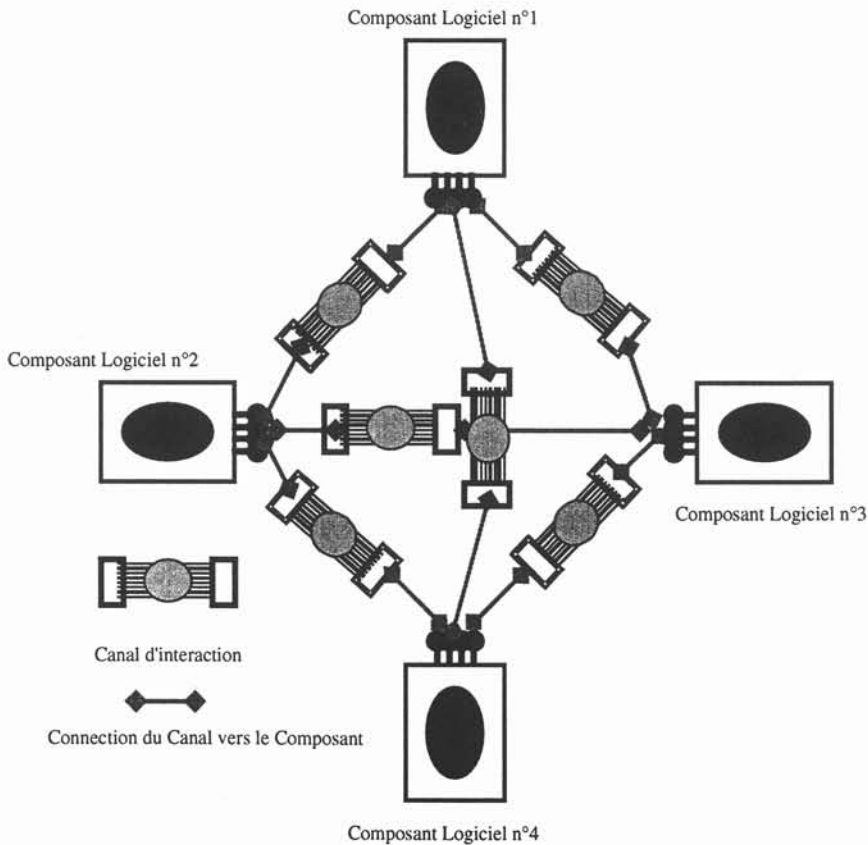 Composant Logiciel n°1
Composant Logiciel n°2
Composant Logiciel n°3
Canal d'interaction
Connection du Canal vers le Composant
Composant Logiciel n°4